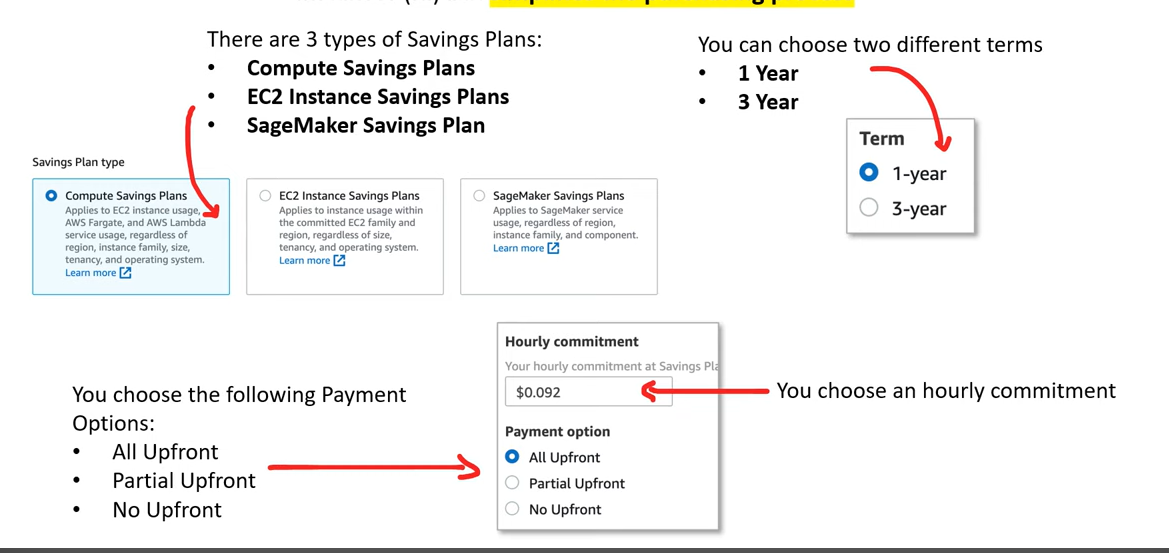 There are 3 types of Savings Plans:
• Compute Savings Plans
• EC2 Instance Savings Plans
• SageMaker Savings Plan
You can choose two different terms
• 1 Year
• 3 Year
Term
1-year
3-year
Savings Plan type
Compute Savings Plans
Applies to EC2 instance usage,
AWS Fargate, and AWS Lambda
service usage, regardless of
region, instance family, size,
tenancy, and operating system.
Learn more
EC2 Instance Savings Plans
Applies to instance usage within
the committed EC2 family and
region, regardless of size,
tenancy, and operating system.
Learn more
SageMaker Savings Plans
Applies to SageMaker service
usage, regardless of region,
instance family, and component.
Learn more
You choose the following Payment
Options:
• All Upfront
• Partial Upfront
• No Upfront
Hourly commitment
Your hourly commitment at Savings
$0.092
Payment option
All Upfront
Partial Upfront
No Upfront
You choose an hourly commitment